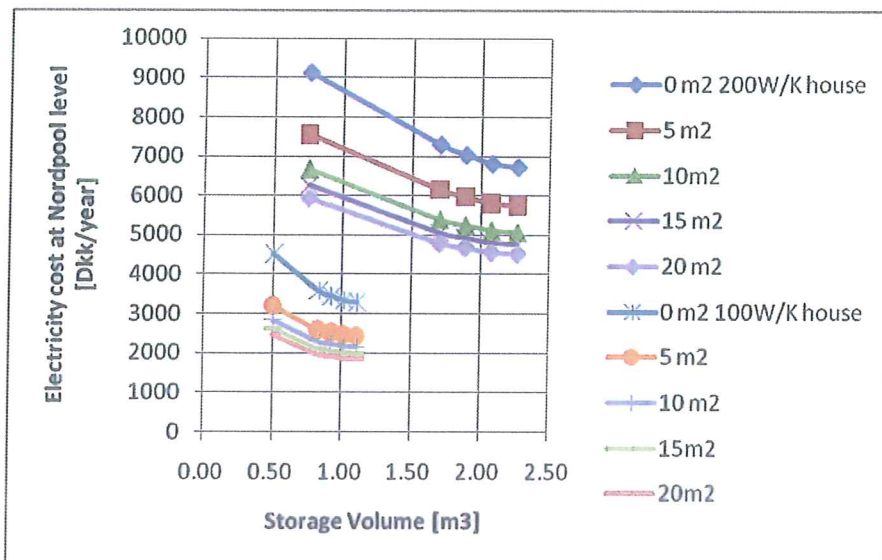 Electricity cost at Nordpool level
[Dkk/year]
10000
9000
8000
7000
6000
5000
4000
3000
2000
1000
0
0.00 0.50 1.00 1.50 2.00 2.50
Storage Volume [m3]
0 m2 200W/K house
5 m2
10m2
15 m2
20 m2
0 m2 100W/K house
5 m2
10 m2
15m2
20m2